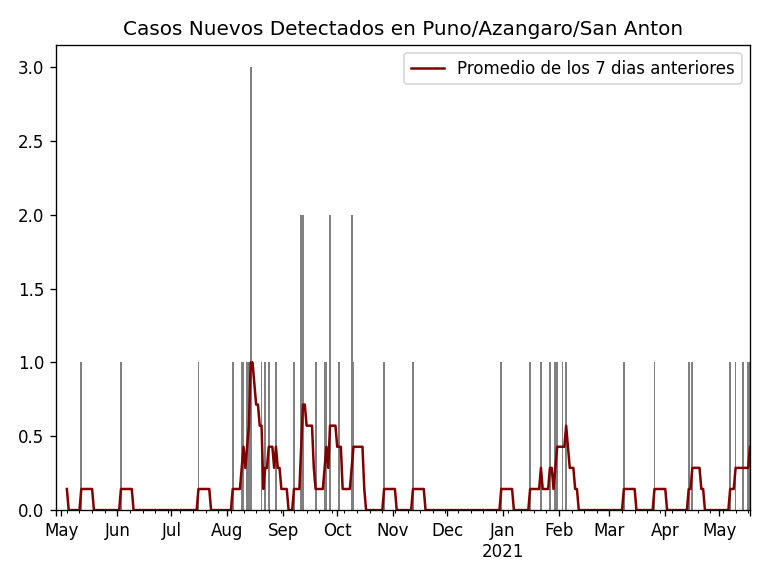 Casos Nuevos Detectados en Puno/Azangaro/San Anton
Promedio de los 7 dias anteriores
3.0
2.5
2.0
1.5
1.0
0.5
0.0
May Jun Jul Aug Sep Oct Nov Dec Jan Feb Mar Apr May
2021